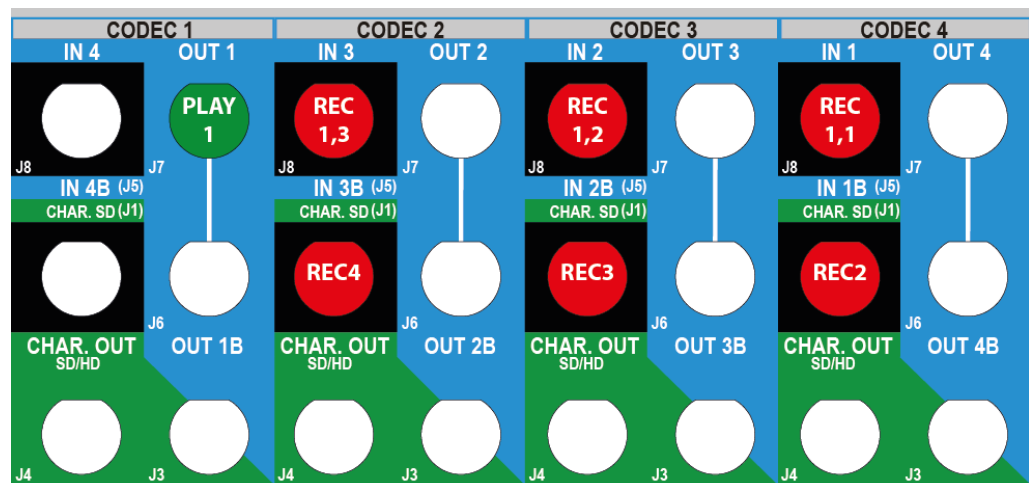 CODEC 1 CODEC 2 CODEC 3 CODEC 4
IN 4 OUT 1 IN 3 OUT 2 IN 2 OUT 3 IN 1 OUT 4
PLAY REC REC REC
1 1,3 1,2 1,1
J8 J7 J8 J7 J8 J7 J8 J7
IN 4B (J5) IN 3B (J5) IN 2B (J5) IN 1B (J5)
CHAR. SD (J1) CHAR. SD (J1) CHAR. SD (J1) CHAR. SD (J1)
REC4 REC3 REC2
J6 J6 J6 J6
CHAR. OUT OUT 1B CHAR. OUT OUT 2B CHAR. OUT OUT 3B CHAR. OUT OUT 4B
SD/HD SD/HD SD/HD SD/HD
J4 J3 J4 J3 J4 J3 J4 J3